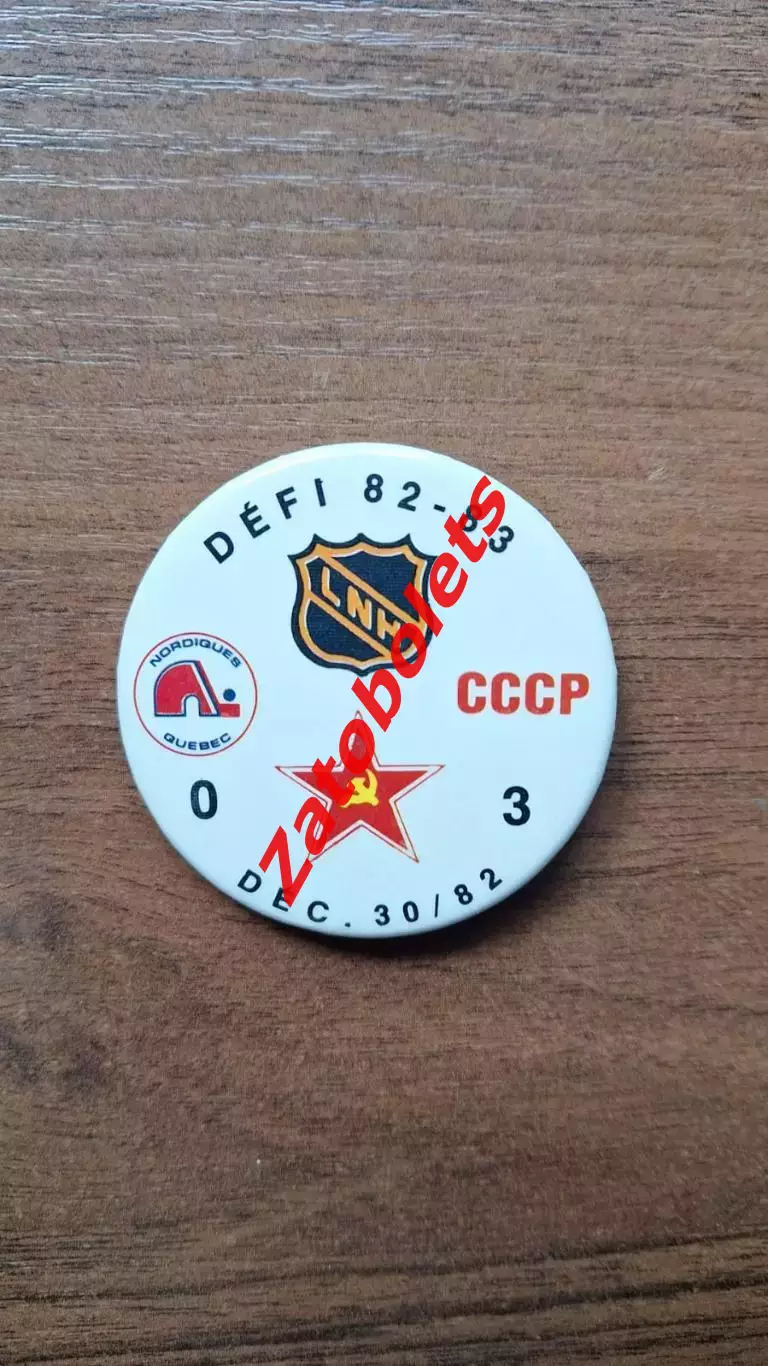 DÉFI 82-83
LNH
NORDIQUES
QUEBEC
CCCP
0
3
DEC. 30/82
Zatobolets